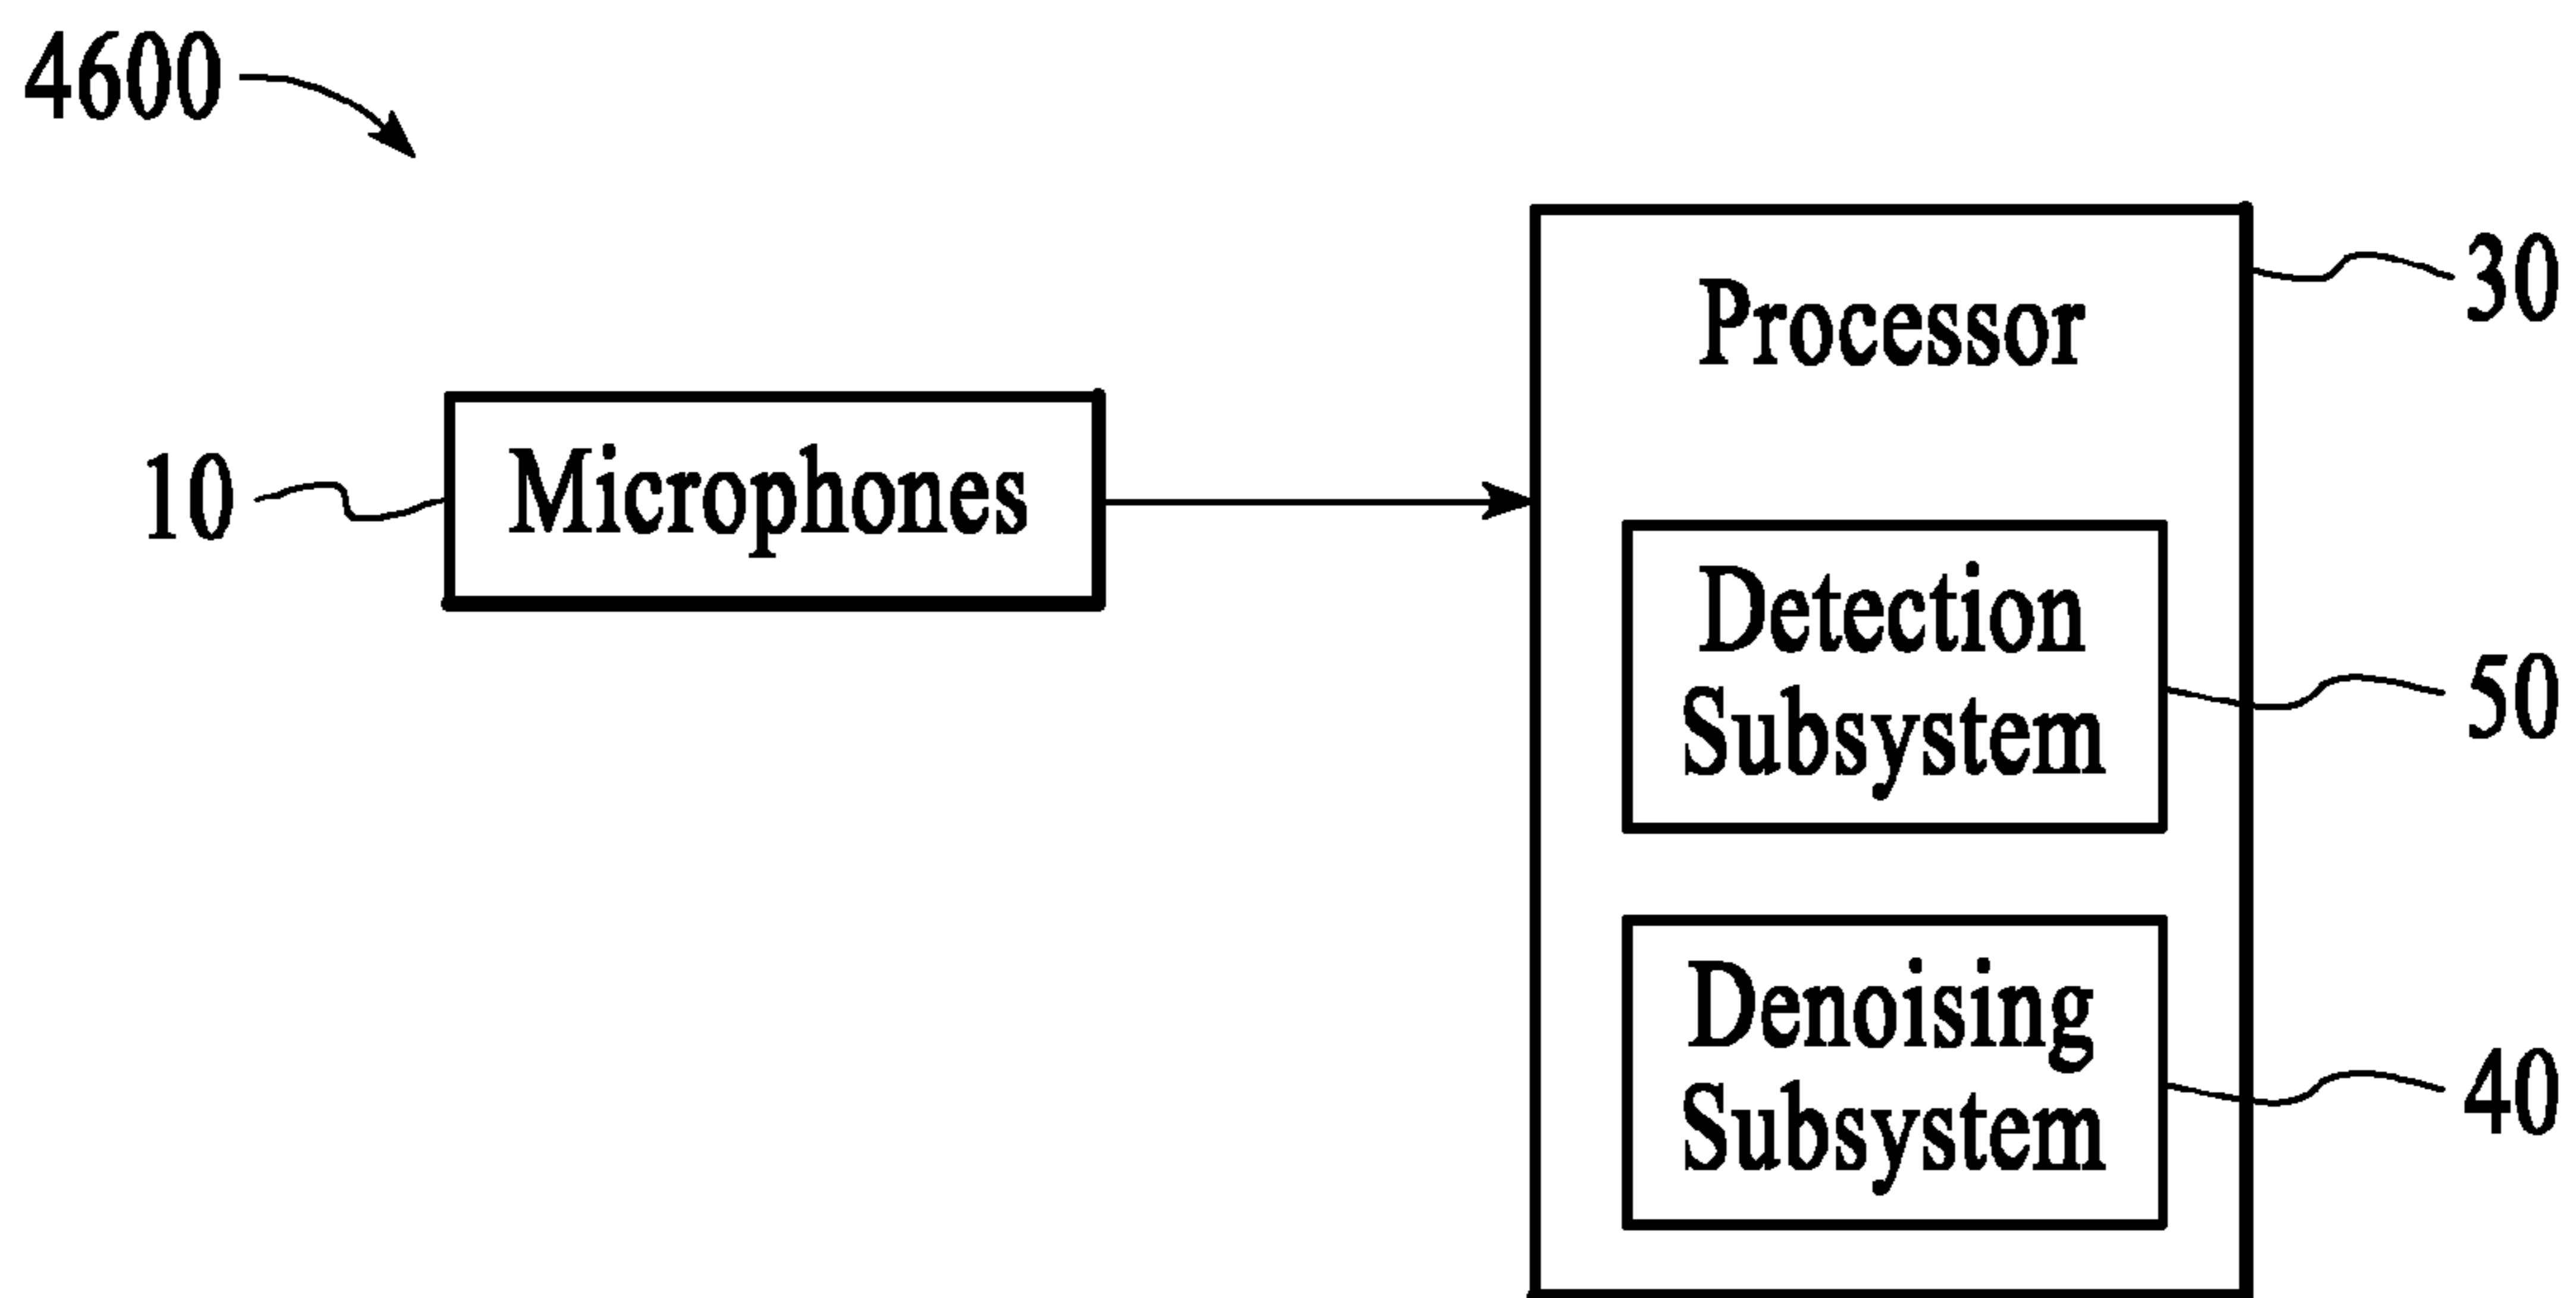 4600
Processor
30
10
Microphones
Detection
Subsystem
50
Denoising
Subsystem
40